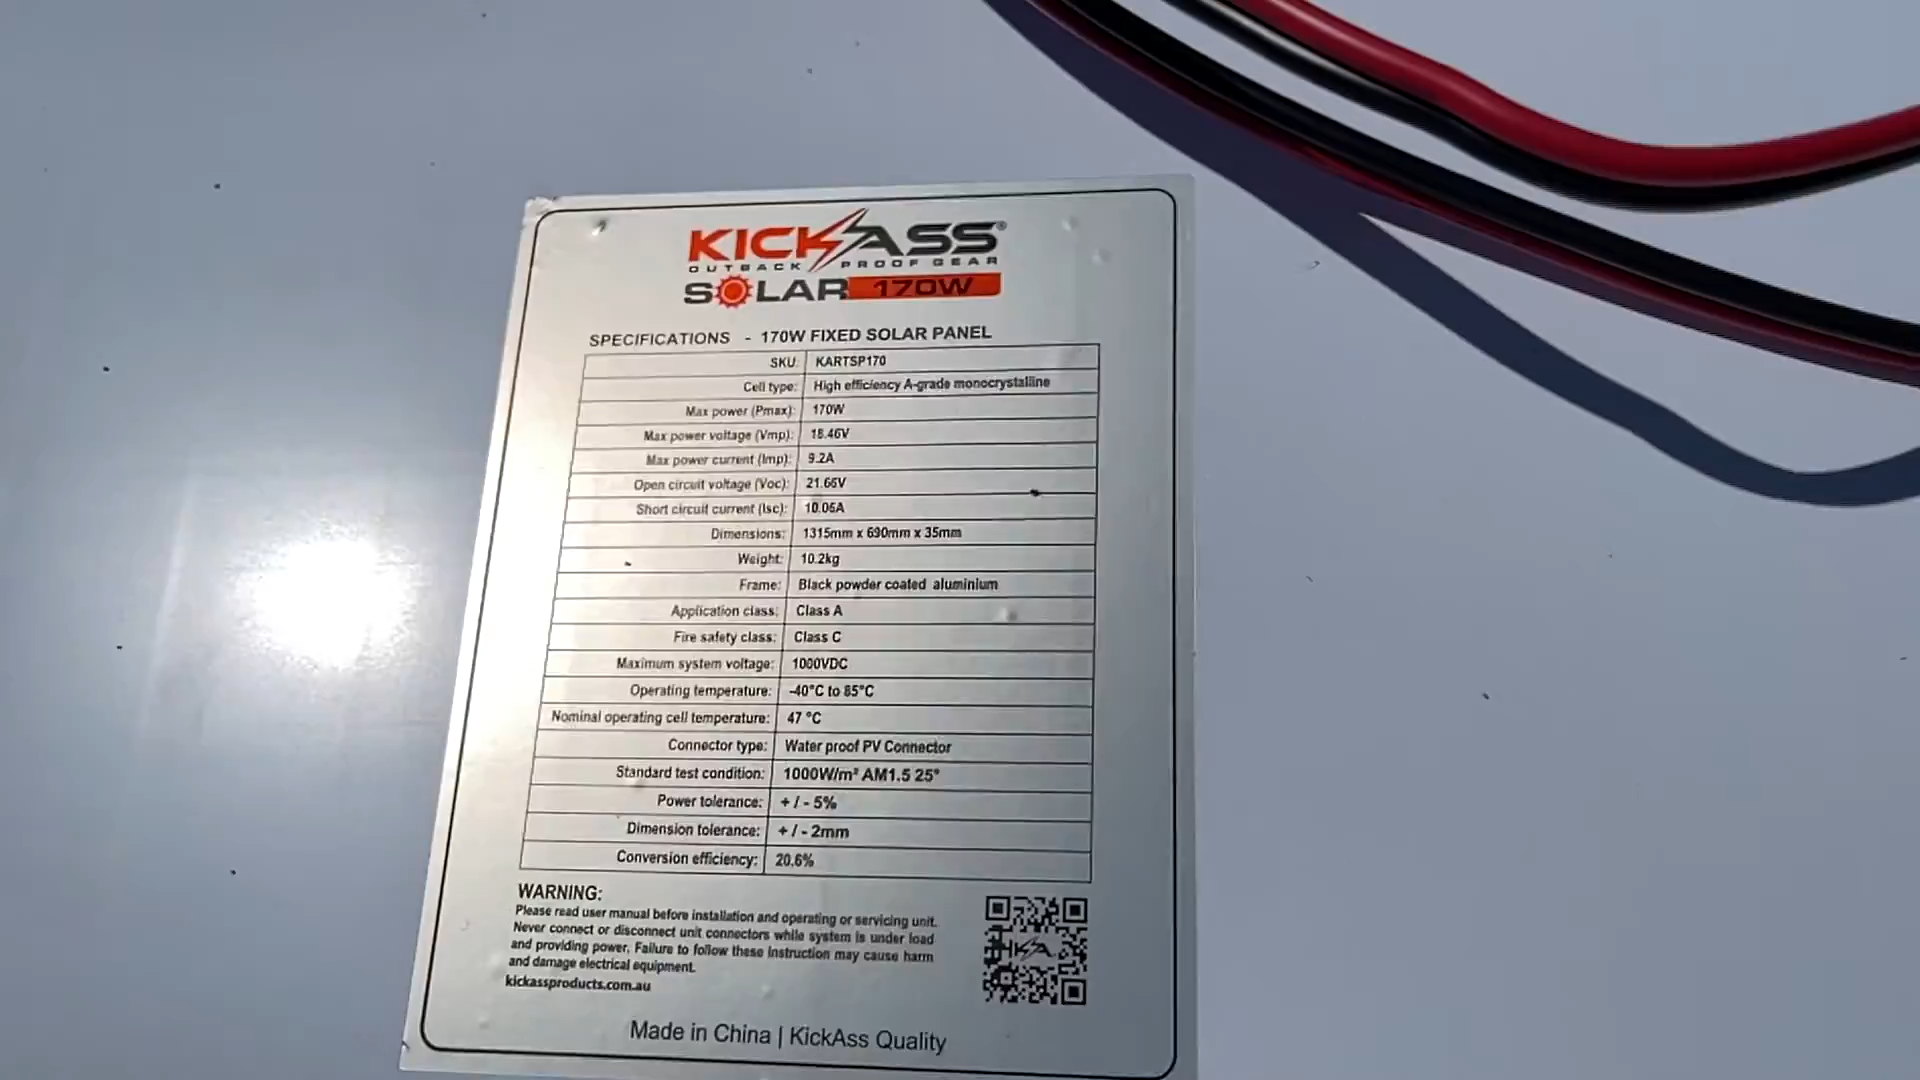 KICKASS®
OUTBACK PROOF GEAR
SOLAR 170W
SPECIFICATIONS - 170W FIXED SOLAR PANEL
SKU: KARTSP170
Cell type: High efficiency A-grade monocrystalline
Max power (Pmax): 170W
Max power voltage (Vmp): 18.46V
Max power current (Imp): 9.2A
Open circuit voltage (Voc): 21.66V
Short circuit current (Isc): 10.06A
Dimensions: 1315mm x 690mm x 35mm
Weight: 10.2kg
Frame: Black powder coated aluminium
Application class: Class A
Fire safety class: Class C
Maximum system voltage: 1000VDC
Operating temperature: -40°C to 85°C
Nominal operating cell temperature: 47 °C
Connector type: Water proof PV Connector
Standard test condition: 1000W/m² AM1.5 25°
Power tolerance: + / - 5%
Dimension tolerance: + / - 2mm
Conversion efficiency: 20.6%
WARNING:
Please read user manual before installation and operating or servicing unit.
Never connect or disconnect unit connectors while system is under load
and providing power. Failure to follow these instruction may cause harm
and damage electrical equipment.
kickassproducts.com.au
KA
Made in China | KickAss Quality